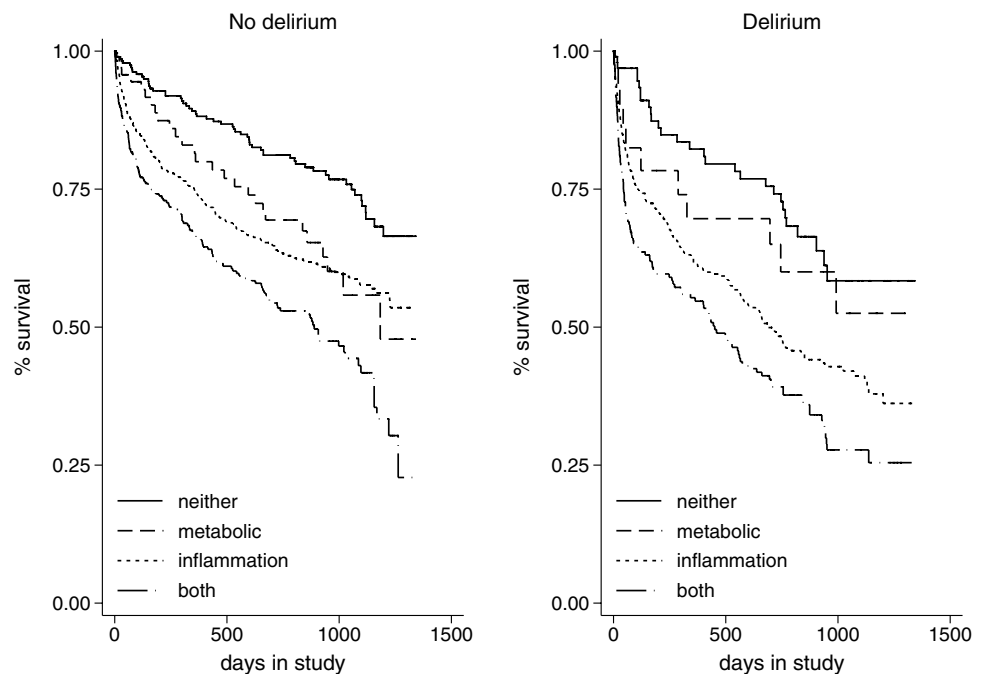 No delirium
1.00
0.75
0.50
0.25
0.00
% survival
neither
metabolic
inflammation
both
0 500 1000 1500
days in study
Delirium
1.00
0.75
0.50
0.25
0.00
% survival
neither
metabolic
inflammation
both
0 500 1000 1500
days in study